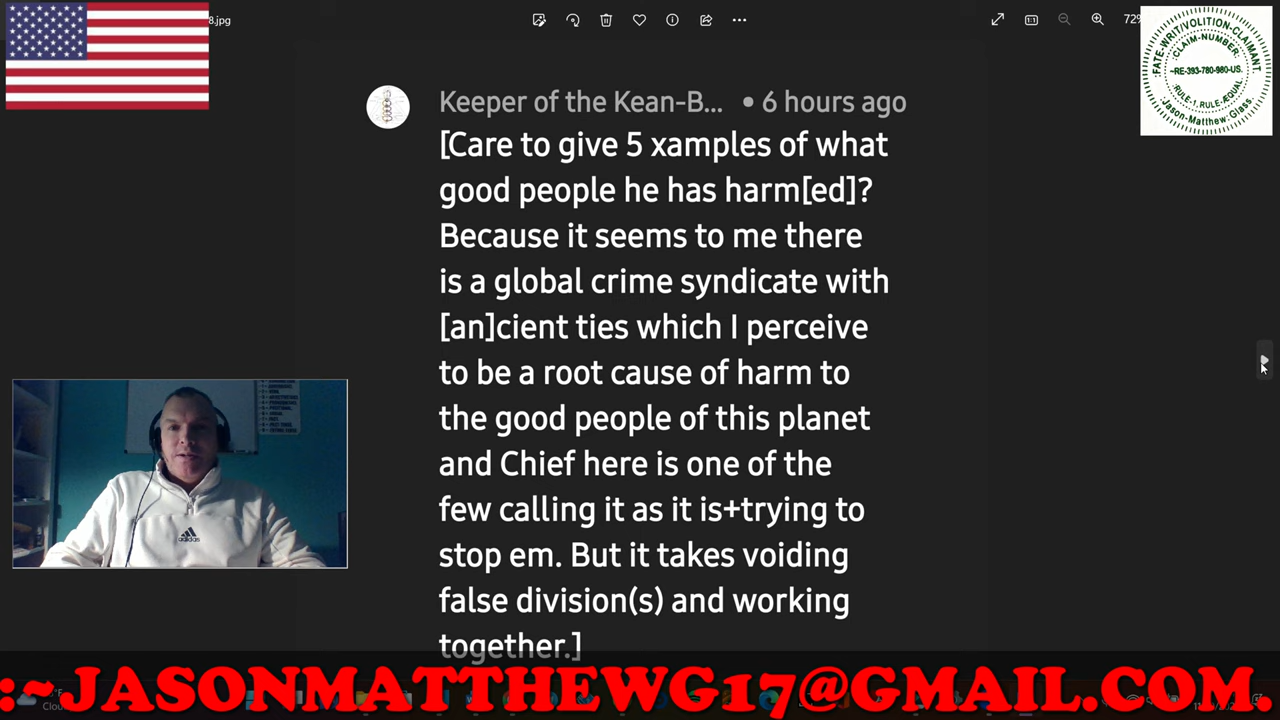 8.jpg
72%
FATE-WRIT/VOLITION-CLAIMANT
CLAIM-NUMBER:
~RE-393-780-980-US.
RULE-1, RULE-ÆQUAL.
Jason-Matthew: Glass.
Keeper of the Kean-B... • 6 hours ago
[Care to give 5 xamples of what
good people he has harm[ed]?
Because it seems to me there
is a global crime syndicate with
[an]cient ties which I perceive
to be a root cause of harm to
the good people of this planet
and Chief here is one of the
few calling it as it is+trying to
stop em. But it takes voiding
false division(s) and working
together.]
adidas
:~JASONMATTHEWG17@GMAIL.COM.